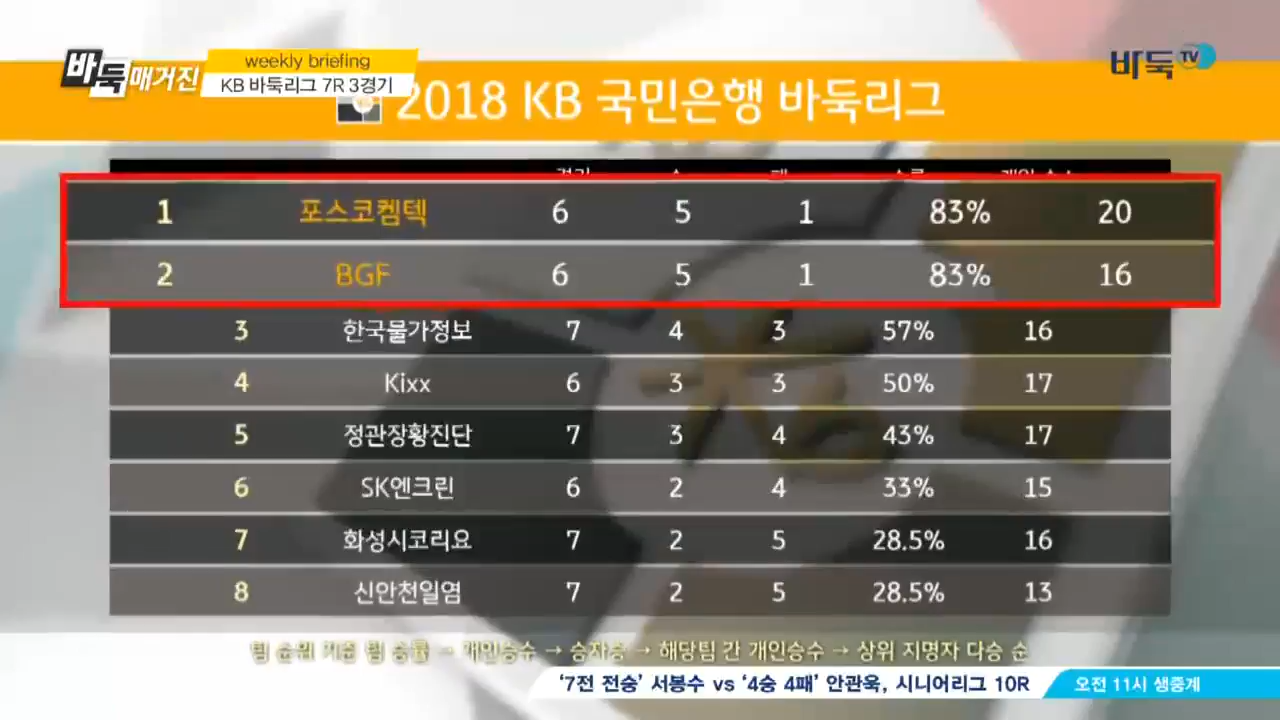 바둑매거진
weekly briefing
KB 바둑리그 7R 3경기
바둑TV
2018 KB 국민은행 바둑리그
1 포스코켐텍 6 5 1 83% 20
2 BGF 6 5 1 83% 16
3 한국물가정보 7 4 3 57% 16
4 Kixx 6 3 3 50% 17
5 정관장황진단 7 3 4 43% 17
6 SK엔크린 6 2 4 33% 15
7 화성시코리요 7 2 5 28.5% 16
8 신안천일염 7 2 5 28.5% 13
팀 순위 기준 팀 승률 → 개인승수 → 승자승 → 해당팀 간 개인승수 → 상위 지명자 다승 순
‘7전 전승’ 서봉수 vs ‘4승 4패’ 안관욱, 시니어리그 10R 오전 11시 생중계